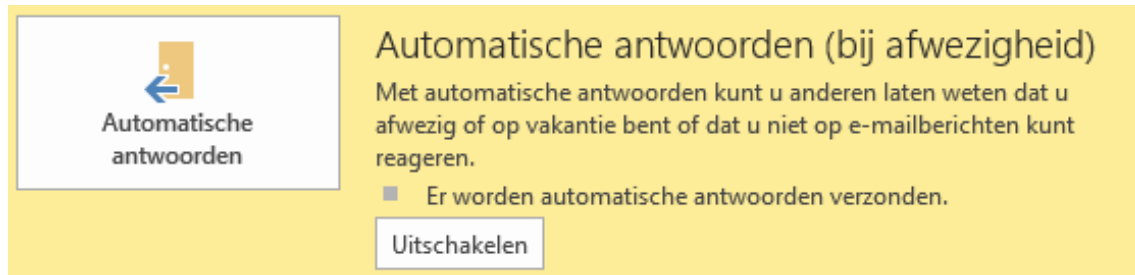 Automatische
antwoorden
Automatische antwoorden (bij afwezigheid)
Met automatische antwoorden kunt u anderen laten weten dat u
afwezig of op vakantie bent of dat u niet op e-mailberichten kunt
reageren.
Er worden automatische antwoorden verzonden.
Uitschakelen